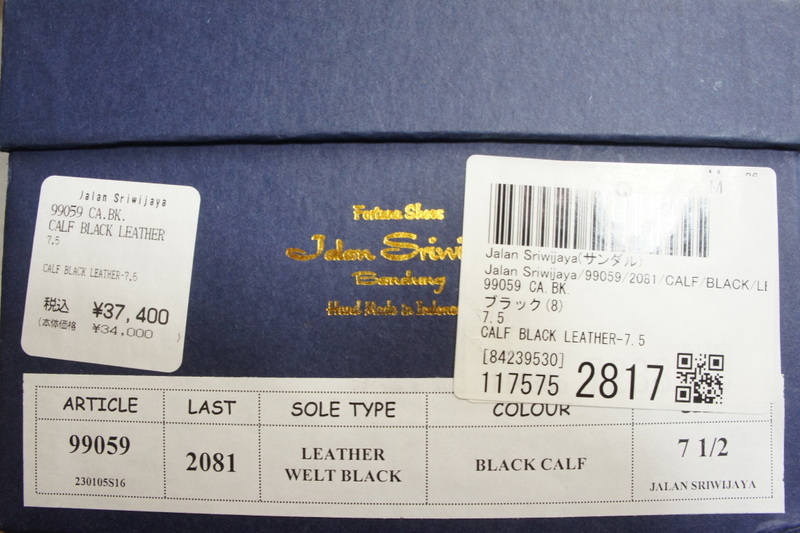 Jalan Sriwijaya
99059 CA.BK.
CALF BLACK LEATHER
7.5
CALF BLACK LEATHER-7.5
税込 ¥37,400
(本体価格 ¥34,000)
Fortuna Shoes
Jalan Sriwi
Bandung
Hand Made in Indones
M
Jalan Sriwijaya(サンダル)
Jalan Sriwijaya/99059/2081/CALF/BLACK/LE
99059 CA.BK.
ブラック(8)
7.5
CALF BLACK LEATHER-7.5
[84239530]
117575 2817
ARTICLE LAST SOLE TYPE COLOUR
99059 2081 LEATHER WELT BLACK BLACK CALF 7 1/2
230105S16 JALAN SRIWIJAYA